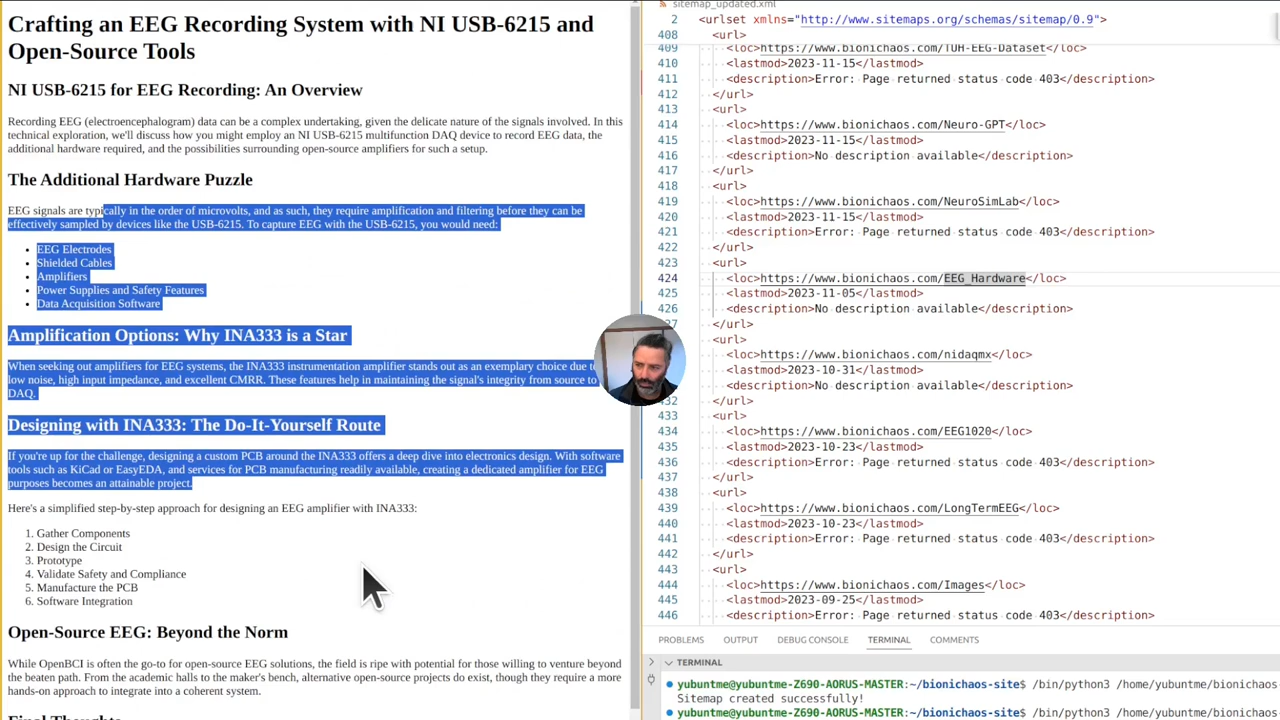 Crafting an EEG Recording System with NI USB-6215 and
Open-Source Tools
NI USB-6215 for EEG Recording: An Overview
Recording EEG (electroencephalogram) data can be a complex undertaking, given the delicate nature of the signals involved. In this
technical exploration, we'll discuss how you might employ an NI USB-6215 multifunction DAQ device to record EEG data, the
additional hardware required, and the possibilities surrounding open-source amplifiers for such a setup.
The Additional Hardware Puzzle
EEG signals are typically in the order of microvolts, and as such, they require amplification and filtering before they can be
effectively sampled by devices like the USB-6215. To capture EEG with the USB-6215, you would need:
• EEG Electrodes
• Shielded Cables
• Amplifiers
• Power Supplies and Safety Features
• Data Acquisition Software
Amplification Options: Why INA333 is a Star
When seeking out amplifiers for EEG systems, the INA333 instrumentation amplifier stands out as an exemplary choice due to
low noise, high input impedance, and excellent CMRR. These features help in maintaining the signal's integrity from source to
DAQ.
Designing with INA333: The Do-It-Yourself Route
If you're up for the challenge, designing a custom PCB around the INA333 offers a deep dive into electronics design. With software
tools such as KiCad or EasyEDA, and services for PCB manufacturing readily available, creating a dedicated amplifier for EEG
purposes becomes an attainable project.
Here's a simplified step-by-step approach for designing an EEG amplifier with INA333:
1. Gather Components
2. Design the Circuit
3. Prototype
4. Validate Safety and Compliance
5. Manufacture the PCB
6. Software Integration
Open-Source EEG: Beyond the Norm
While OpenBCI is often the go-to for open-source EEG solutions, the field is ripe with potential for those willing to venture beyond
the beaten path. From the academic halls to the maker's bench, alternative open-source projects do exist, though they require a more
hands-on approach to integrate into a coherent system.
Final Thoughts
sitemap_updated.xml
2 <urlset xmlns="http://www.sitemaps.org/schemas/sitemap/0.9">
408 <url>
409 <loc>https://www.bionichaos.com/TUH-EEG-Dataset</loc>
410 <lastmod>2023-11-15</lastmod>
411 <description>Error: Page returned status code 403</description>
412 </url>
413 <url>
414 <loc>https://www.bionichaos.com/Neuro-GPT</loc>
415 <lastmod>2023-11-15</lastmod>
416 <description>No description available</description>
417 </url>
418 <url>
419 <loc>https://www.bionichaos.com/NeuroSimLab</loc>
420 <lastmod>2023-11-15</lastmod>
421 <description>Error: Page returned status code 403</description>
422 </url>
423 <url>
424 <loc>https://www.bionichaos.com/EEG_Hardware</loc>
425 <lastmod>2023-11-05</lastmod>
426 <description>No description available</description>
27 </url>
<url>
<loc>https://www.bionichaos.com/nidaqmx</loc>
<lastmod>2023-10-31</lastmod>
<description>No description available</description>
432 </url>
433 <url>
434 <loc>https://www.bionichaos.com/EEG1020</loc>
435 <lastmod>2023-10-23</lastmod>
436 <description>Error: Page returned status code 403</description>
437 </url>
438 <url>
439 <loc>https://www.bionichaos.com/LongTermEEG</loc>
440 <lastmod>2023-10-23</lastmod>
441 <description>Error: Page returned status code 403</description>
442 </url>
443 <url>
444 <loc>https://www.bionichaos.com/Images</loc>
445 <lastmod>2023-09-25</lastmod>
446 <description>Error: Page returned status code 403</description>
PROBLEMS OUTPUT DEBUG CONSOLE TERMINAL COMMENTS
TERMINAL
yubuntme@yubuntme-Z690-AORUS-MASTER:~/bionichaos-site$ /bin/python3 /home/yubuntme/bionichaos
Sitemap created successfully!
yubuntme@yubuntme-Z690-AORUS-MASTER:~/bionichaos-site$ /bin/python3 /home/yubuntme/bionichaos